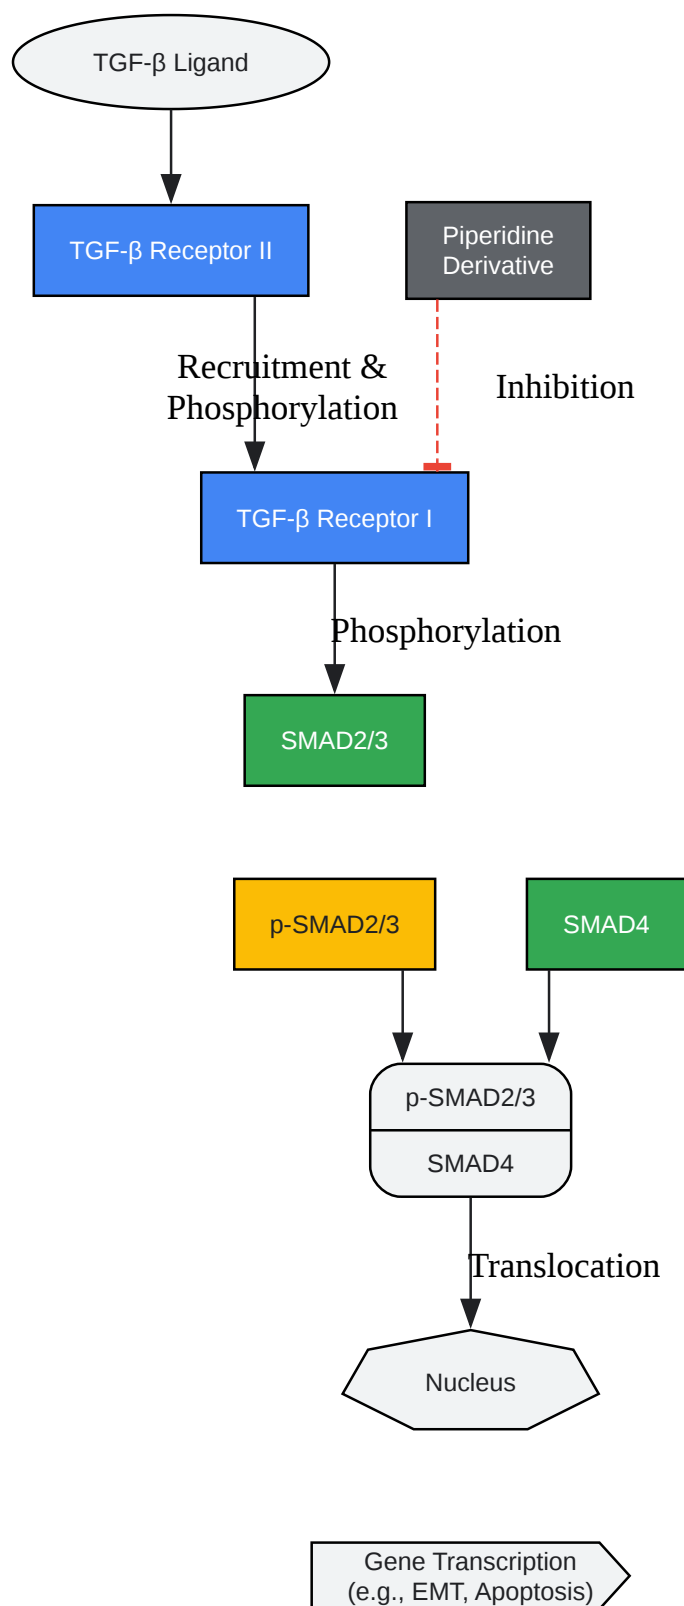 TGF-β Ligand
TGF-β Receptor II
Piperidine
Derivative
Recruitment &
Phosphorylation
Inhibition
TGF-β Receptor I
Phosphorylation
SMAD2/3
p-SMAD2/3
SMAD4
p-SMAD2/3
SMAD4
Translocation
Nucleus
Gene Transcription
(e.g., EMT, Apoptosis)